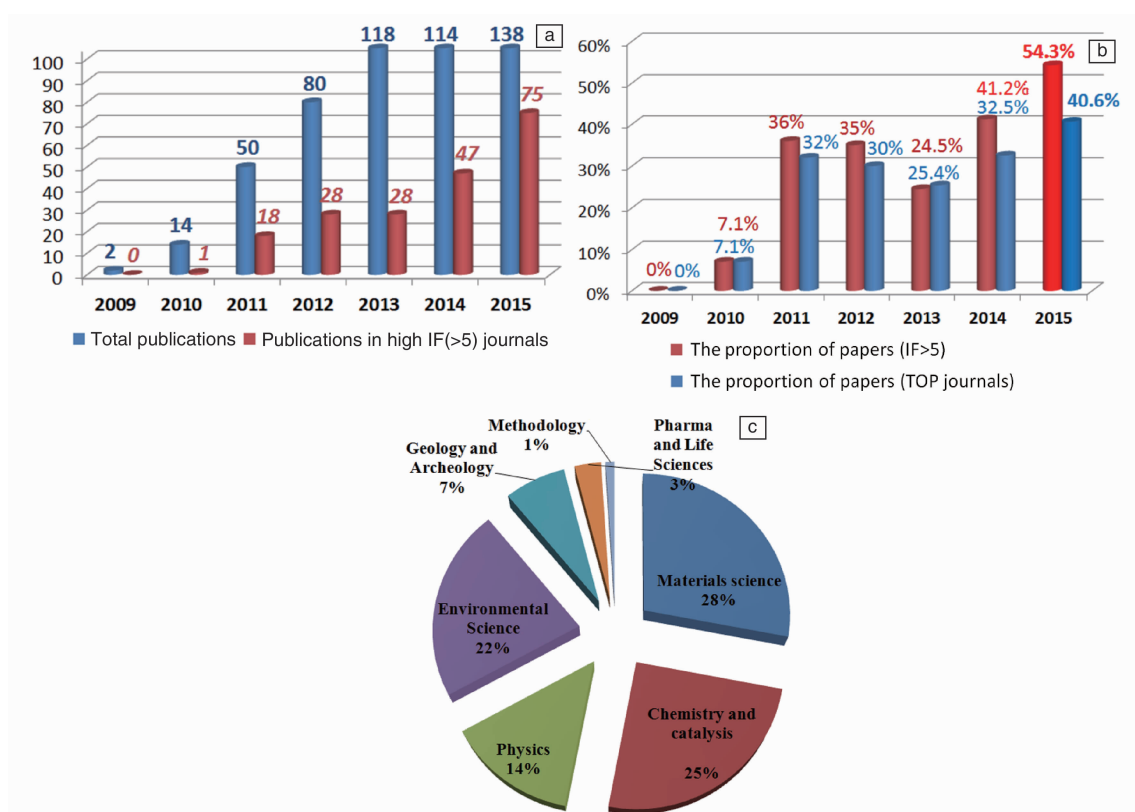 a
118 114 138
100
90
80
70
60
50
40
30
20
10
0
80
75
50
47
28
28
18
14
1
2
0
2009 2010 2011 2012 2013 2014 2015
Total publications Publications in high IF(>5) journals
b
60%
50%
40%
30%
20%
10%
0%
54.3%
41.2%
40.6%
32.5%
36%
35%
32%
30%
24.5%
25.4%
7.1%
7.1%
0% 0%
2009 2010 2011 2012 2013 2014 2015
The proportion of papers (IF>5)
The proportion of papers (TOP journals)
c
Methodology
1%
Pharma
and Life
Sciences
3%
Geology and
Archeology
7%
Materials science
28%
Environmental
Science
22%
Chemistry and
catalysis
25%
Physics
14%